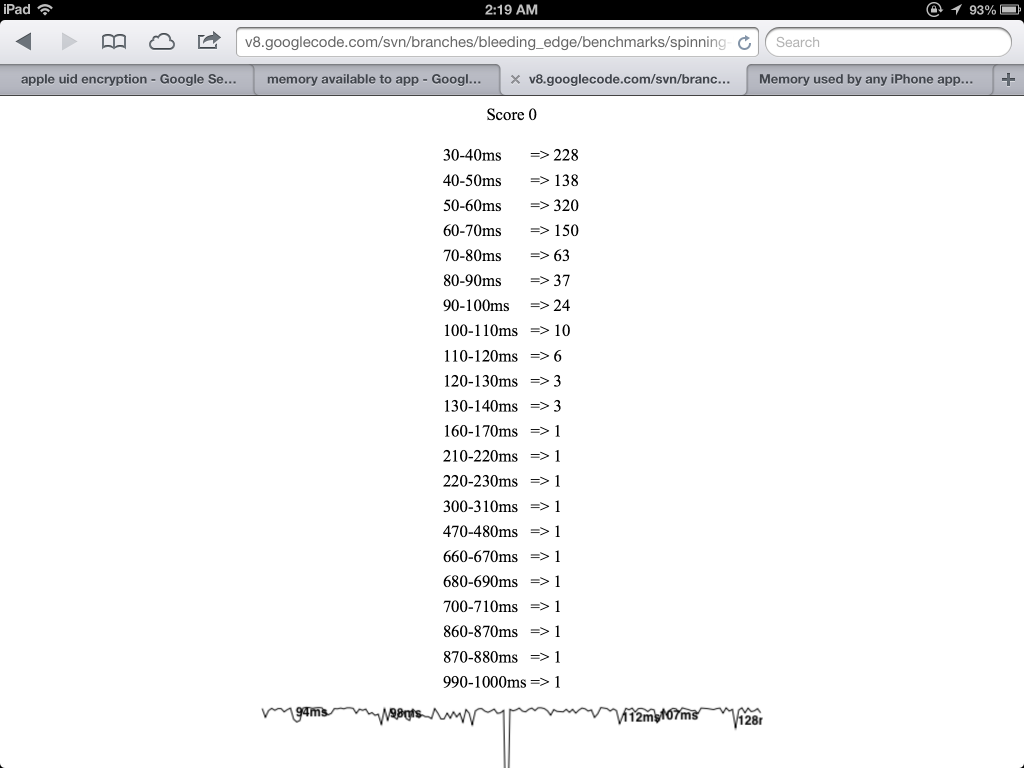 iPad 2:19 AM 93%
v8.googlecode.com/svn/branches/bleeding_edge/benchmarks/spinning- Search
apple uid encryption - Google Se... memory available to app - Googl... v8.googlecode.com/svn/branc... Memory used by any iPhone app...
Score 0
30-40ms => 228
40-50ms => 138
50-60ms => 320
60-70ms => 150
70-80ms => 63
80-90ms => 37
90-100ms => 24
100-110ms => 10
110-120ms => 6
120-130ms => 3
130-140ms => 3
160-170ms => 1
210-220ms => 1
220-230ms => 1
300-310ms => 1
470-480ms => 1
660-670ms => 1
680-690ms => 1
700-710ms => 1
860-870ms => 1
870-880ms => 1
990-1000ms => 1
94ms 98ms 112ms 107ms 128r